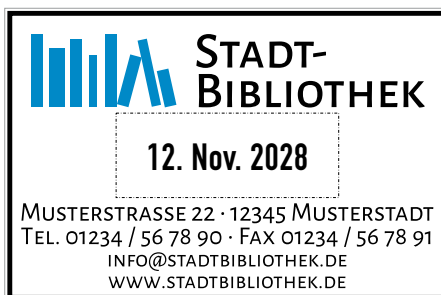 STADT-
BIBLIOTHEK
12. Nov. 2028
MUSTERSTRASSE 22 · 12345 MUSTERSTADT
TEL. 01234 / 56 78 90 · FAX 01234 / 56 78 91
INFO@STADTBIBLIOTHEK.DE
WWW.STADTBIBLIOTHEK.DE